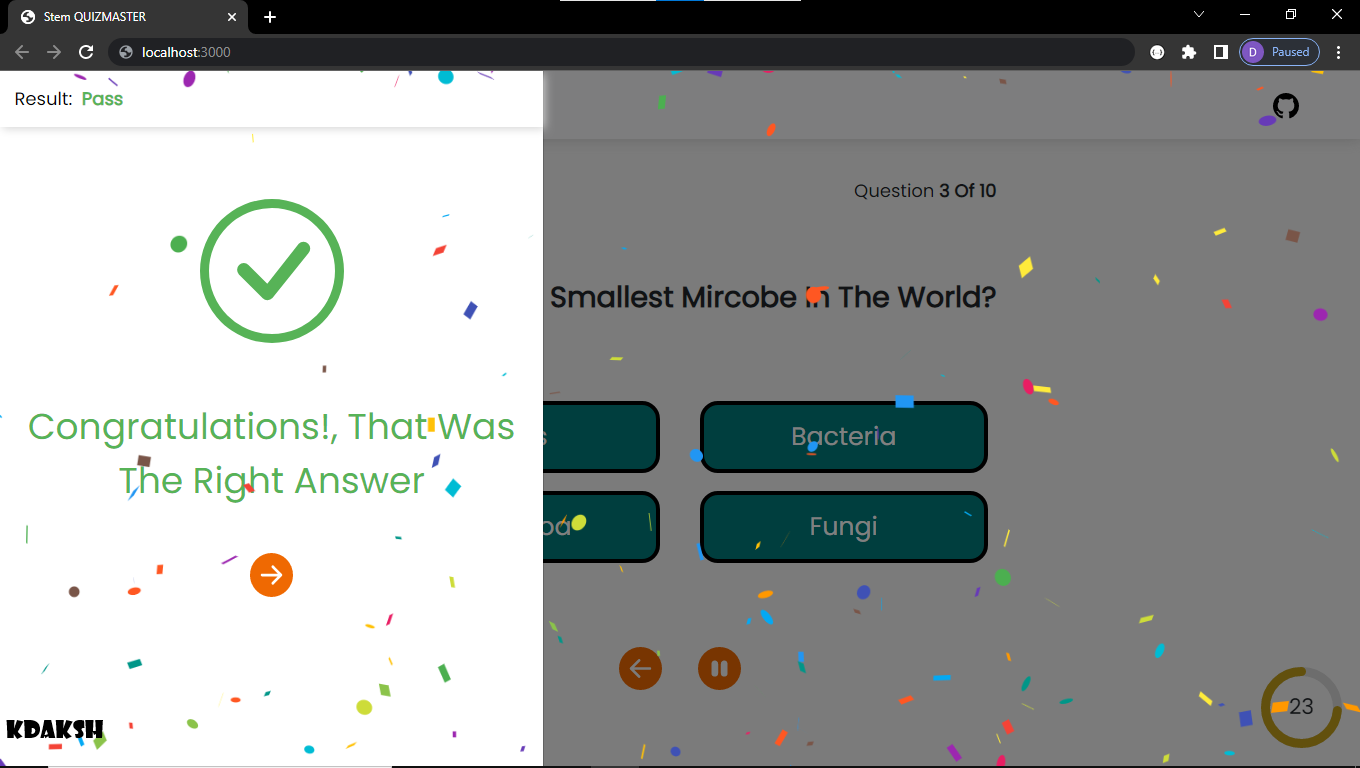 Stem QUIZMASTER
localhost:3000
D Paused
Result: Pass
Question 3 Of 10
Smallest Mircobe In The World?
Congratulations!, That Was
The Right Answer
Bacteria
Fungi
23
KDAKSH